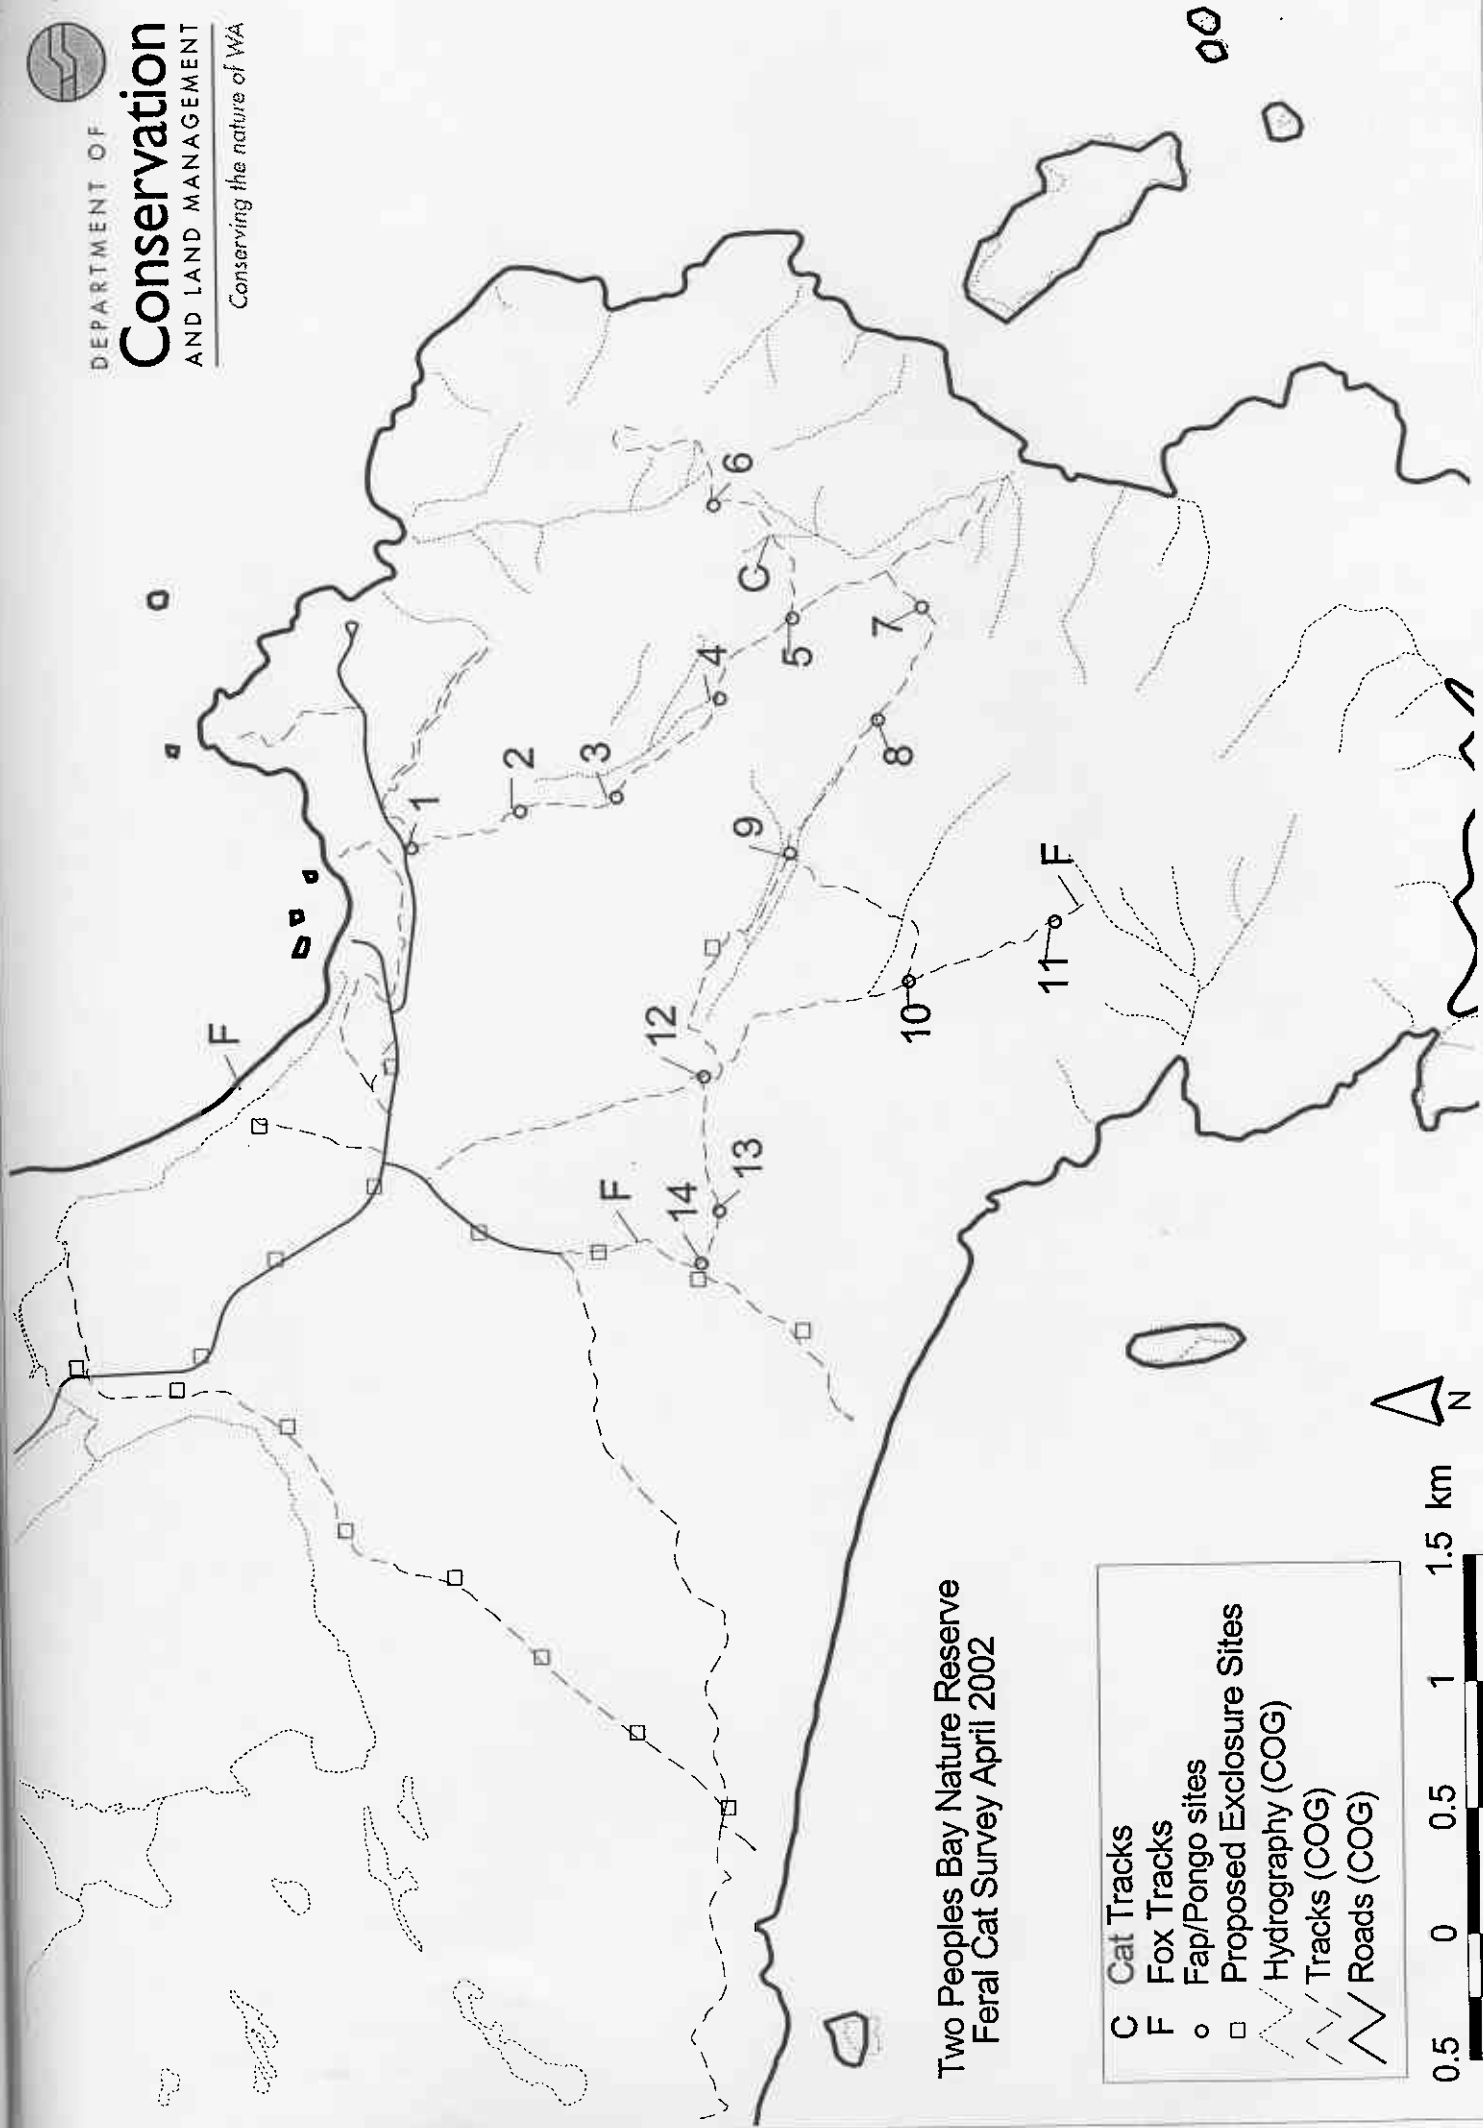 DEPARTMENT OF
Conservation
AND LAND MANAGEMENT
Conserving the nature of WA
F
1
2
3
4
6
C
5
7
8
9
F
12
10
11
F
14
13
Two Peoples Bay Nature Reserve
Feral Cat Survey April 2002
C Cat Tracks
F Fox Tracks
Fap/Pongo sites
Proposed Exclosure Sites
Hydrography (COG)
Tracks (COG)
Roads (COG)
0.5 0 0.5 1 1.5 km
N